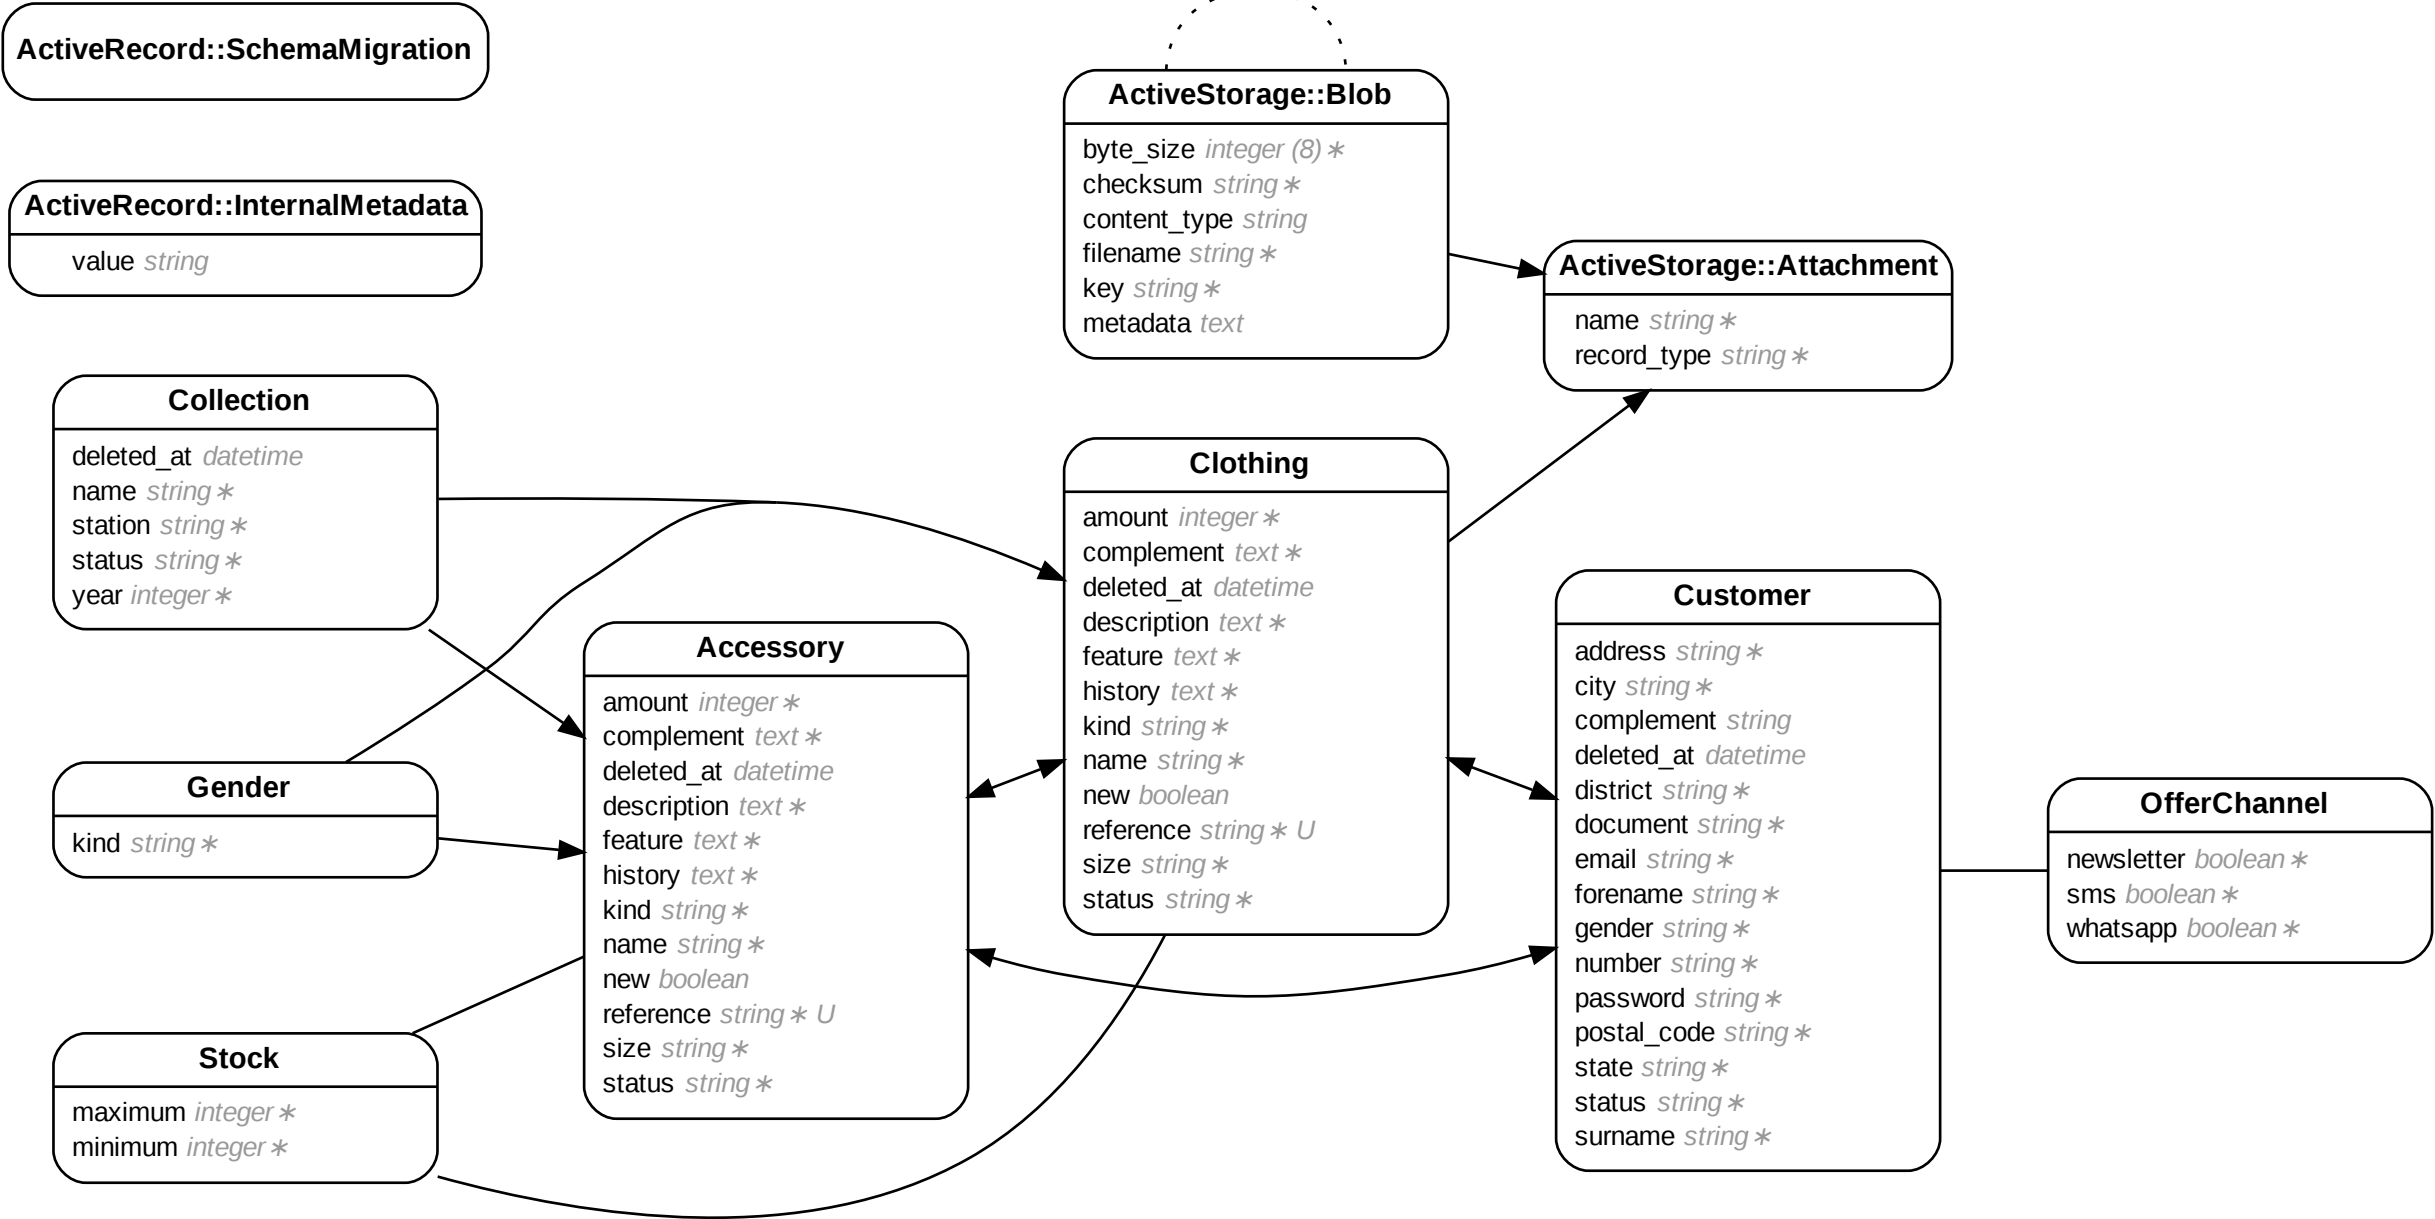 ActiveRecord::SchemaMigration
ActiveRecord::InternalMetadata
value string
Collection
deleted_at datetime
name string ∗
station string ∗
status string ∗
year integer ∗
Gender
kind string ∗
Stock
maximum integer ∗
minimum integer ∗
Accessory
amount integer ∗
complement text ∗
deleted_at datetime
description text ∗
feature text ∗
history text ∗
kind string ∗
name string ∗
new boolean
reference string ∗ U
size string ∗
status string ∗
ActiveStorage::Blob
byte_size integer (8) ∗
checksum string ∗
content_type string
filename string ∗
key string ∗
metadata text
Clothing
amount integer ∗
complement text ∗
deleted_at datetime
description text ∗
feature text ∗
history text ∗
kind string ∗
name string ∗
new boolean
reference string ∗ U
size string ∗
status string ∗
ActiveStorage::Attachment
name string ∗
record_type string ∗
Customer
address string ∗
city string ∗
complement string
deleted_at datetime
district string ∗
document string ∗
email string ∗
forename string ∗
gender string ∗
number string ∗
password string ∗
postal_code string ∗
state string ∗
status string ∗
surname string ∗
OfferChannel
newsletter boolean ∗
sms boolean ∗
whatsapp boolean ∗